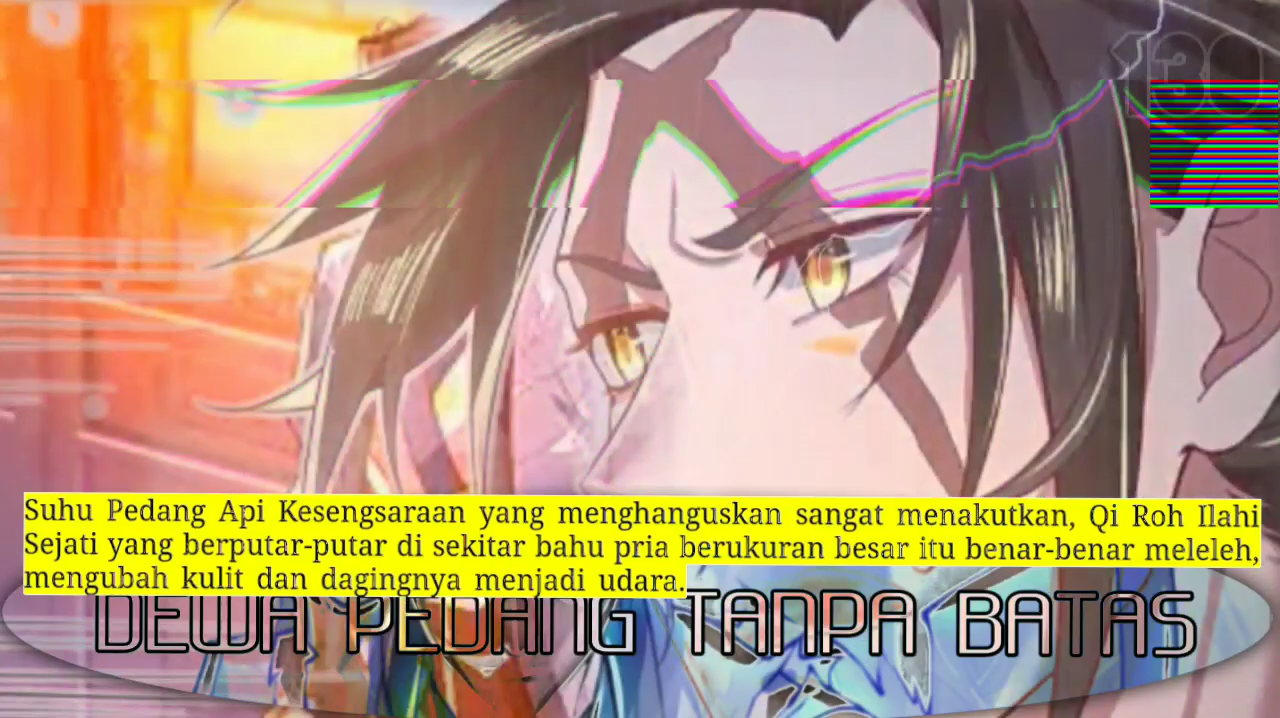 130
Suhu Pedang Api Kesengsaraan yang menghanguskan sangat menakutkan, Qi Roh Ilahi
Sejati yang berputar-putar di sekitar bahu pria berukuran besar itu benar-benar meleleh,
mengubah kulit dan dagingnya menjadi udara.
DEWA PEDANG TANPA BATAS